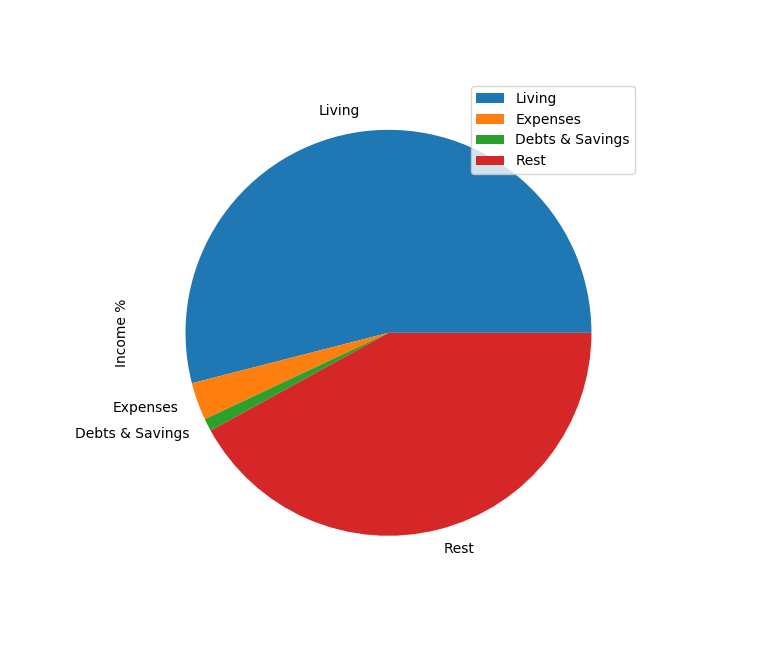 Living
Living
Expenses
Debts & Savings
Rest
Income %
Expenses
Debts & Savings
Rest